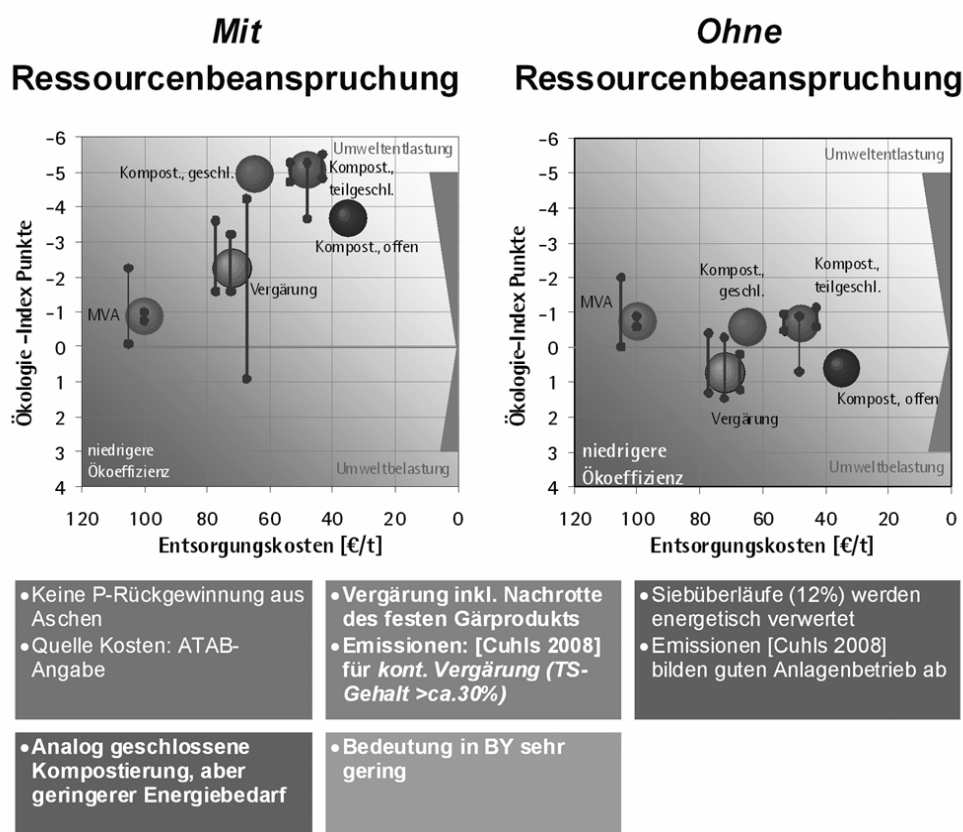 Mit
Ressourcenbeanspruchung
Ökologie -Index Punkte
-6
-5
-4
-3
-2
-1
0
1
2
3
4
Umweltentlastung
Kompost., geschl.
Kompost.,
teilgeschl.
Kompost., offen
Vergärung
MVA
niedrigere
Ökoeffizienz
Umweltbelastung
120 100 80 60 40 20 0
Entsorgungskosten [€/t]
Ohne
Ressourcenbeanspruchung
Ökologie-Index Punkte
-6
-5
-4
-3
-2
-1
0
1
2
3
4
Umweltentlastung
Kompost.,
geschl.
Kompost.,
teilgeschl.
MVA
Kompost., offen
Vergärung
niedrigere
Ökoeffizienz
Umweltbelastung
120 100 80 60 40 20 0
Entsorgungskosten [€/t]
•Keine P-Rückgewinnung aus
Aschen
•Quelle Kosten: ATAB-
Angabe
•Vergärung inkl. Nachrotte
des festen Gärprodukts
•Emissionen: [Cuhls 2008]
für kont. Vergärung (TS-
Gehalt >ca.30%)
•Siebüberläufe (12%) werden
energetisch verwertet
•Emissionen [Cuhls 2008]
bilden guten Anlagenbetrieb ab
•Analog geschlossene
Kompostierung, aber
geringerer Energiebedarf
•Bedeutung in BY sehr
gering